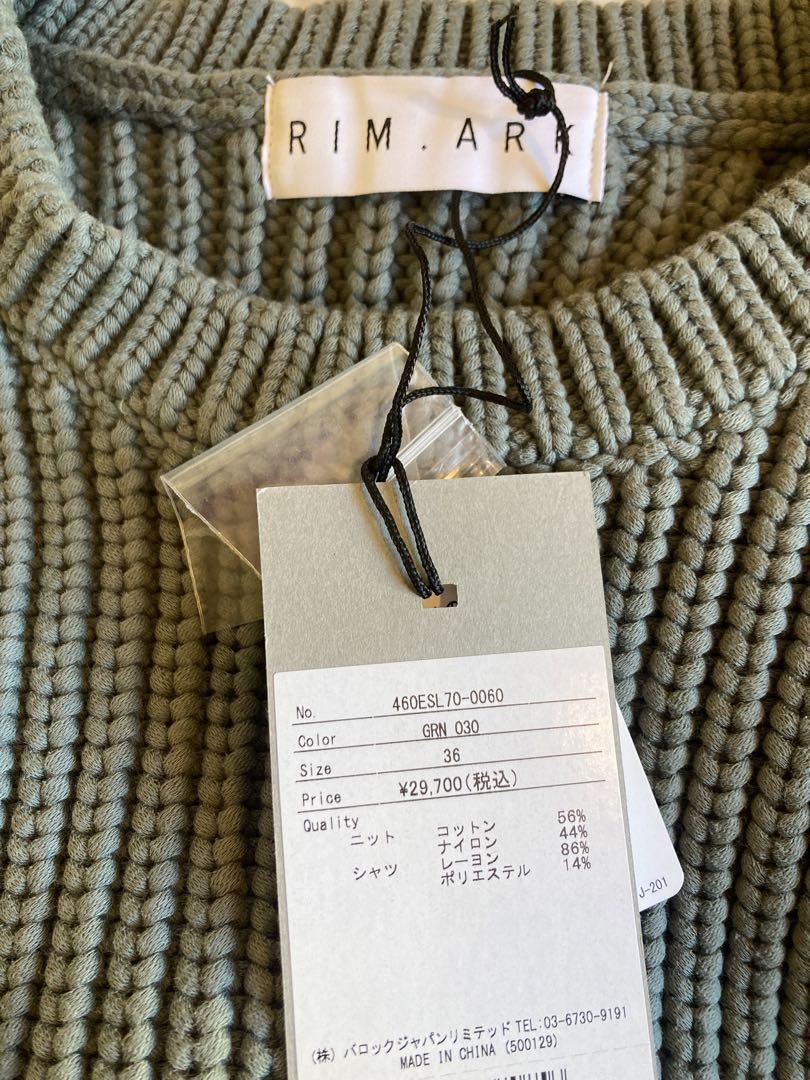 RIM.ARK
No. 460ESL70-0060
Color GRN 030
Size 36
Price ¥29,700(税込)
Quality
ニット コットン 56%
ナイロン 44%
シャツ レーヨン 86%
ポリエステル 14%
J-201
(株) バロックジャパンリミテッド TEL:03-6730-9191
MADE IN CHINA (500129)